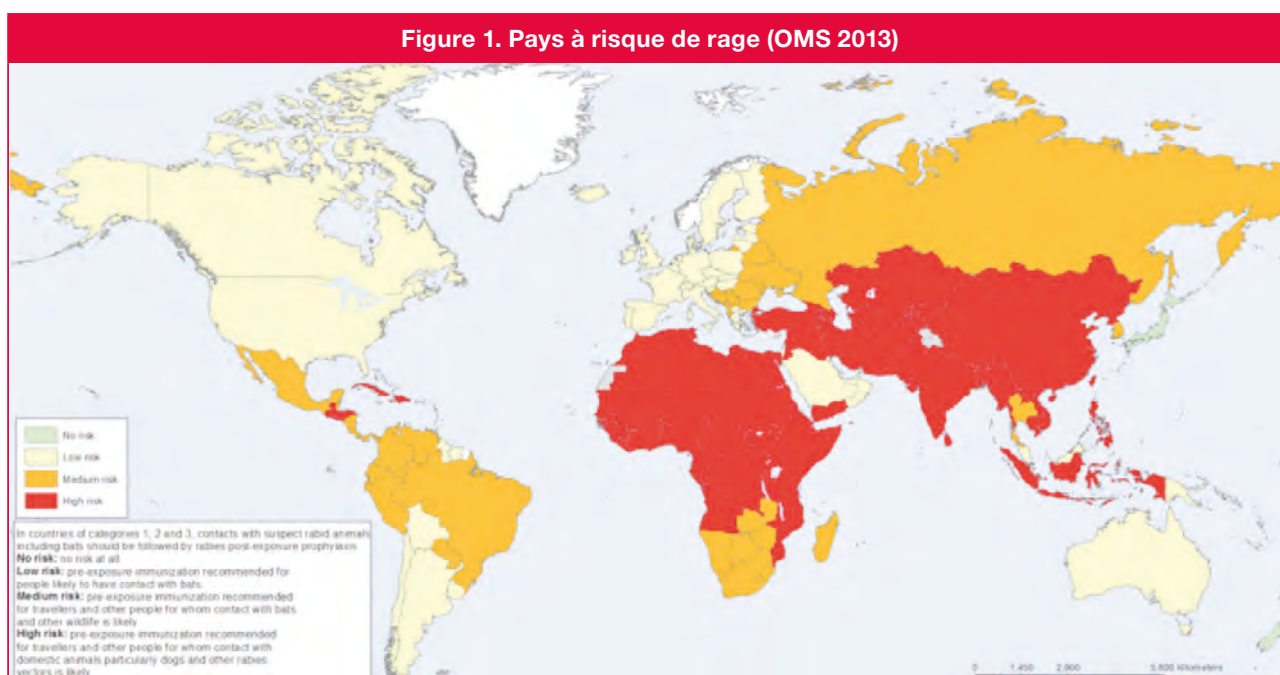 Figure 1. Pays à risque de rage (OMS 2013)
No risk
Low risk
Medium risk
High risk
In countries of categories 1, 2 and 3, contacts with suspect rabid animals
including bats should be followed by rabies post-exposure prophylaxis
No risk: no risk at all
Low risk: pre-exposure immunization recommended for
people likely to have contact with bats.
Medium risk: pre-exposure immunization recommended
for travellers and other people for whom contact with bats
and other wildlife is likely
High risk: pre-exposure immunization recommended
for travellers and other people for whom contact with
domestic animals particularly dogs and other rabies
vectors is likely
0 1,450 2,900 5,800 Kilometers